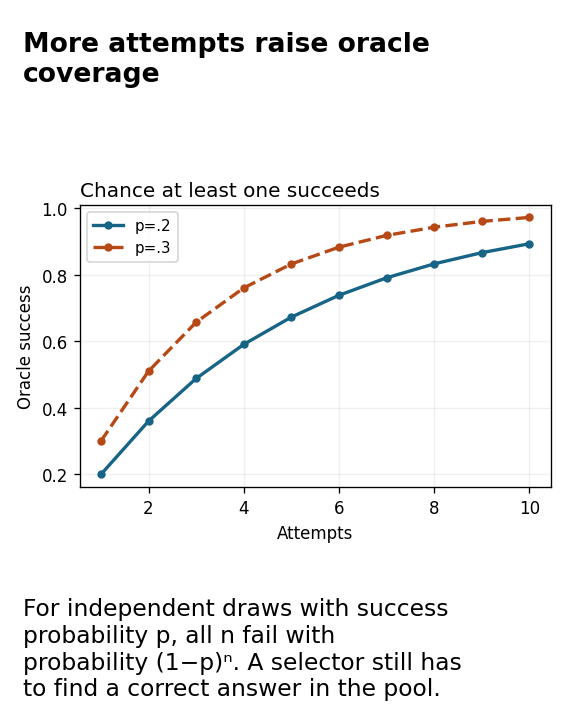 More attempts raise oracle
coverage
Chance at least one succeeds
1.0
0.8
0.6
0.4
0.2
Oracle success
p=.2
p=.3
2 4 6 8 10
Attempts
For independent draws with success
probability p, all n fail with
probability (1−p)ⁿ. A selector still has
to find a correct answer in the pool.